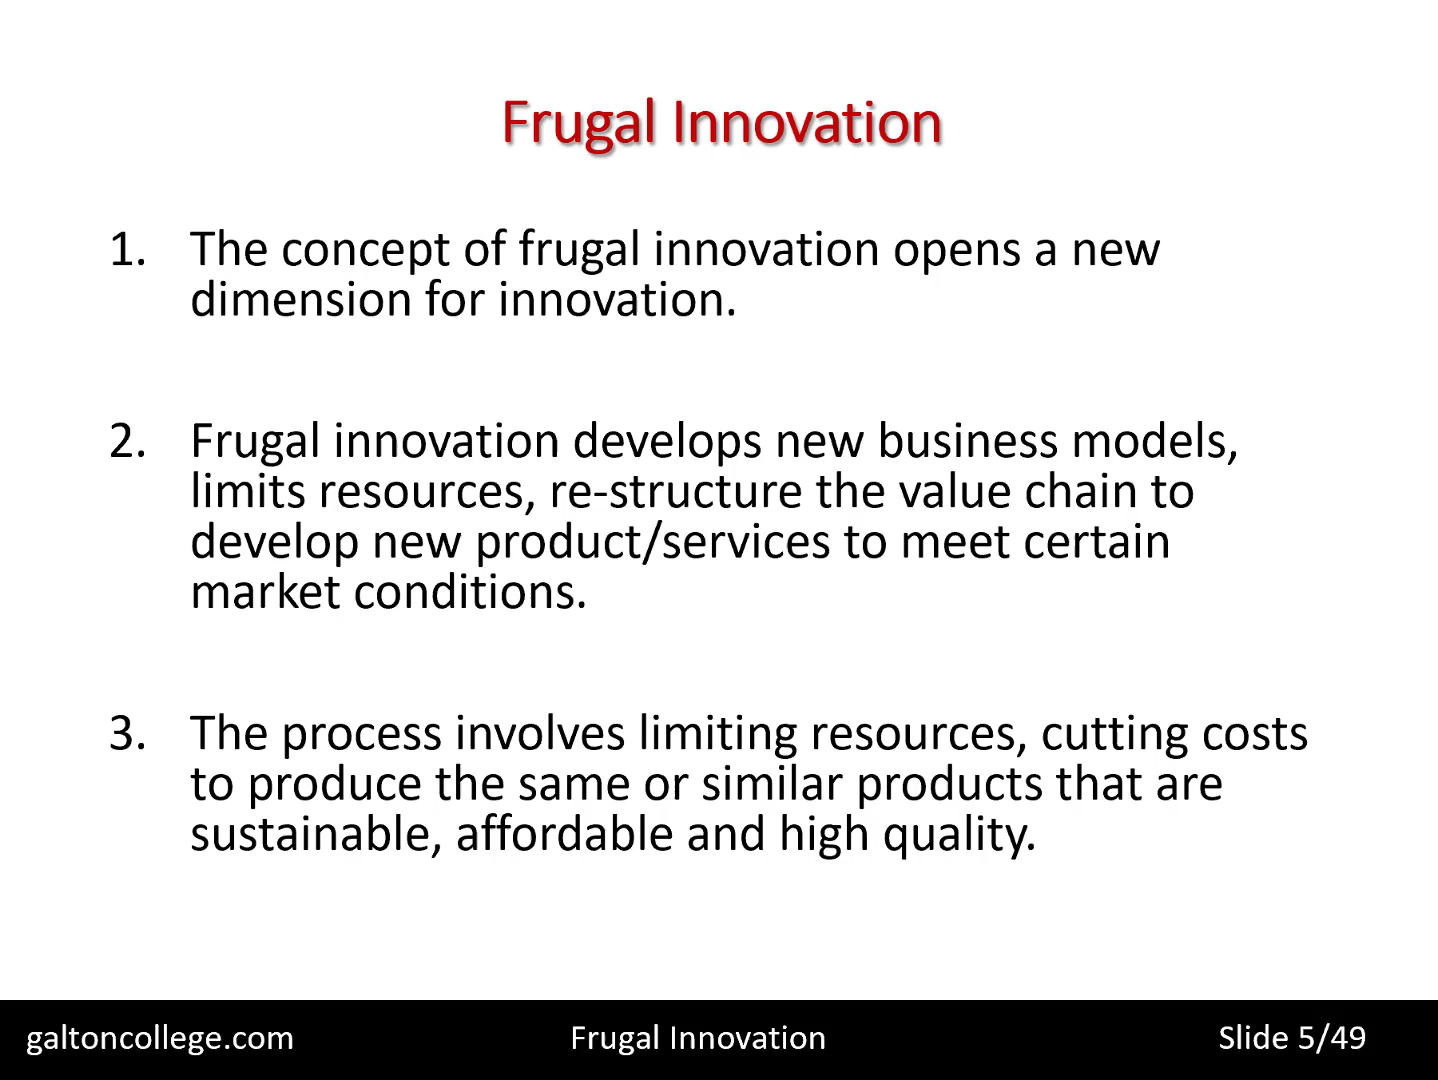 Frugal Innovation
1. The concept of frugal innovation opens a new
dimension for innovation.
2. Frugal innovation develops new business models,
limits resources, re-structure the value chain to
develop new product/services to meet certain
market conditions.
3. The process involves limiting resources, cutting costs
to produce the same or similar products that are
sustainable, affordable and high quality.
galtoncollege.com Frugal Innovation Slide 5/49